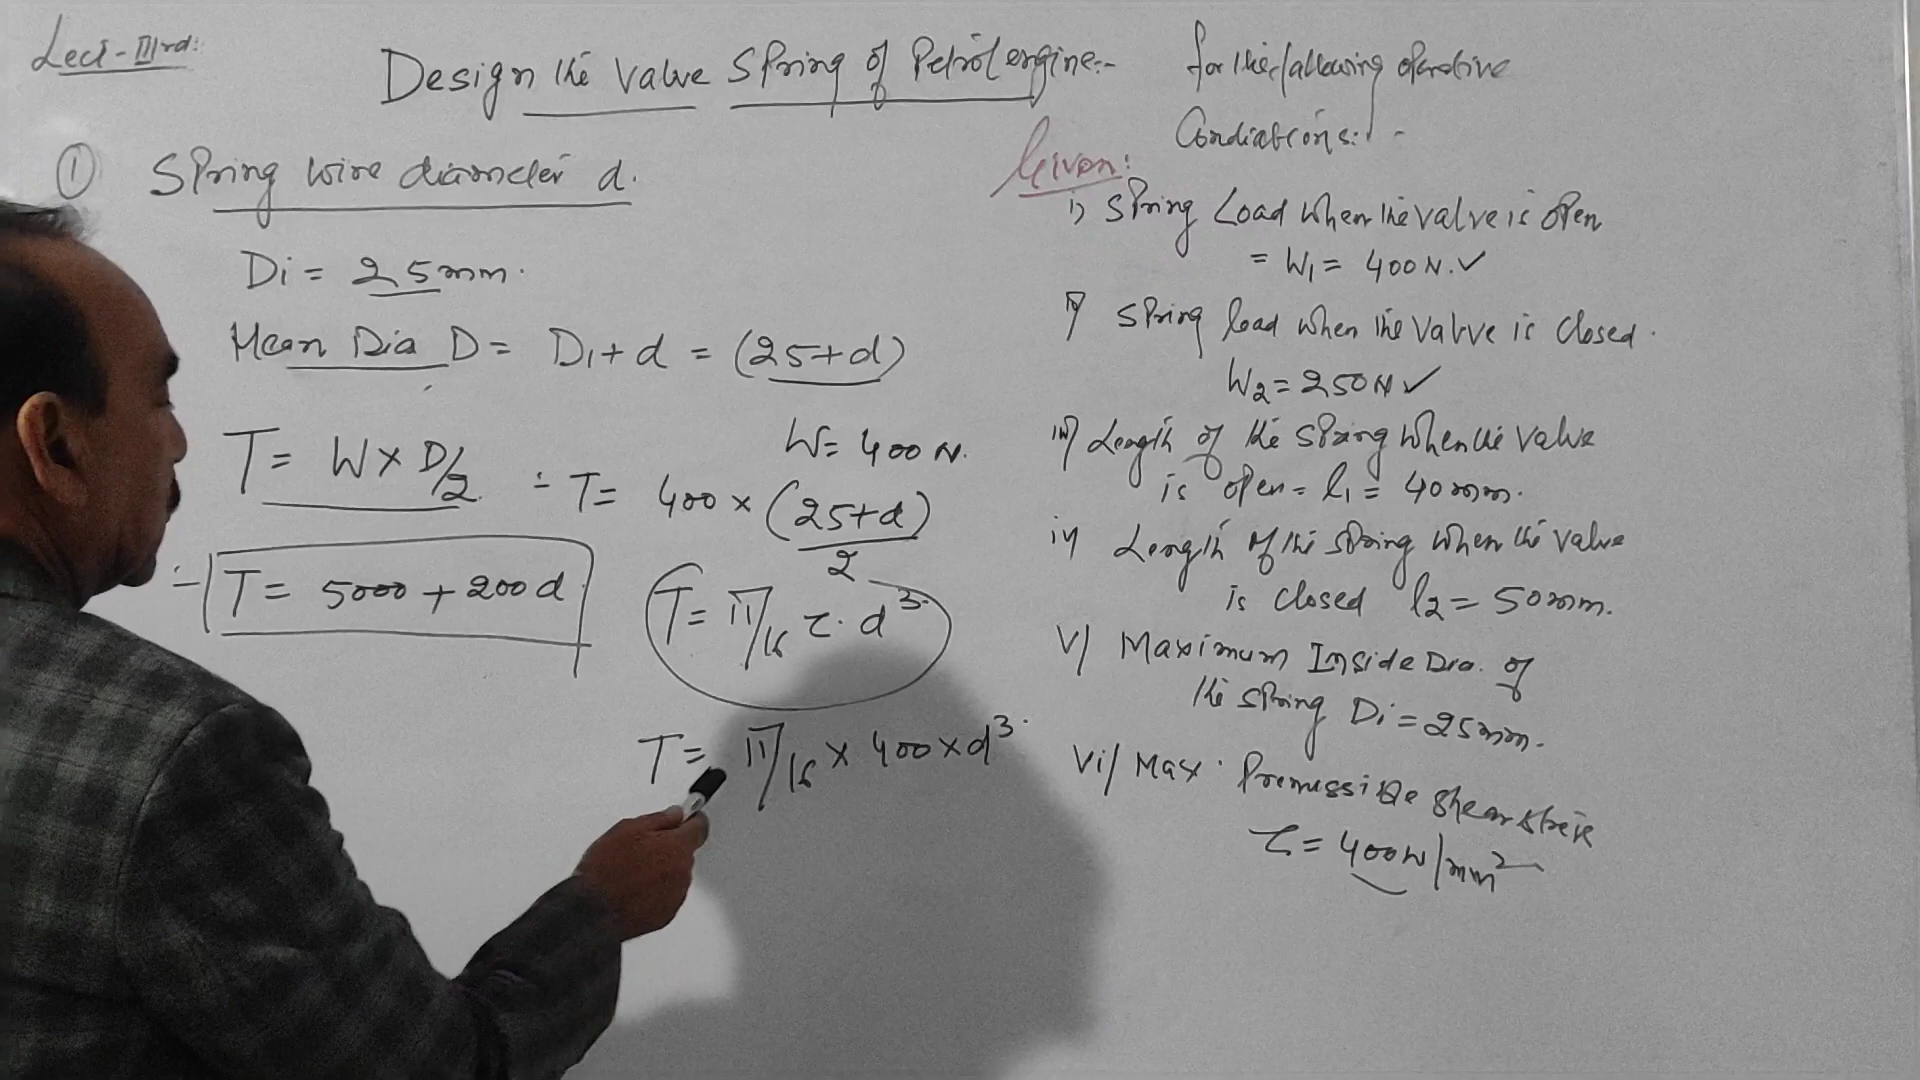 Lect-IIIrd:
Design the Valve Spring of Petrol engine:- for the following operative
Condiations:-
① Spring wire diameter d.
Di = 25mm.
Mean Dia D = D1+d = (25+d)
T = W x D/2
W = 400 N.
∴ T = 400 x (25+d)/2
∴ T = 5000 + 200d
T = π/16 τ. d³
T = π/16 x 400 x d³
Given:
i) Spring Load when the valve is open
= W1 = 400N. ✓
ii) Spring load when the valve is closed.
W2 = 250N ✓
iii) Length of the spring when the valve
is open = l1 = 40mm.
iv) Length of the spring when the valve
is closed l2 = 50mm.
v) Maximum Inside Dia. of
the spring Di = 25mm.
vi) Max. Premissible shear stress
τ = 400N/mm²